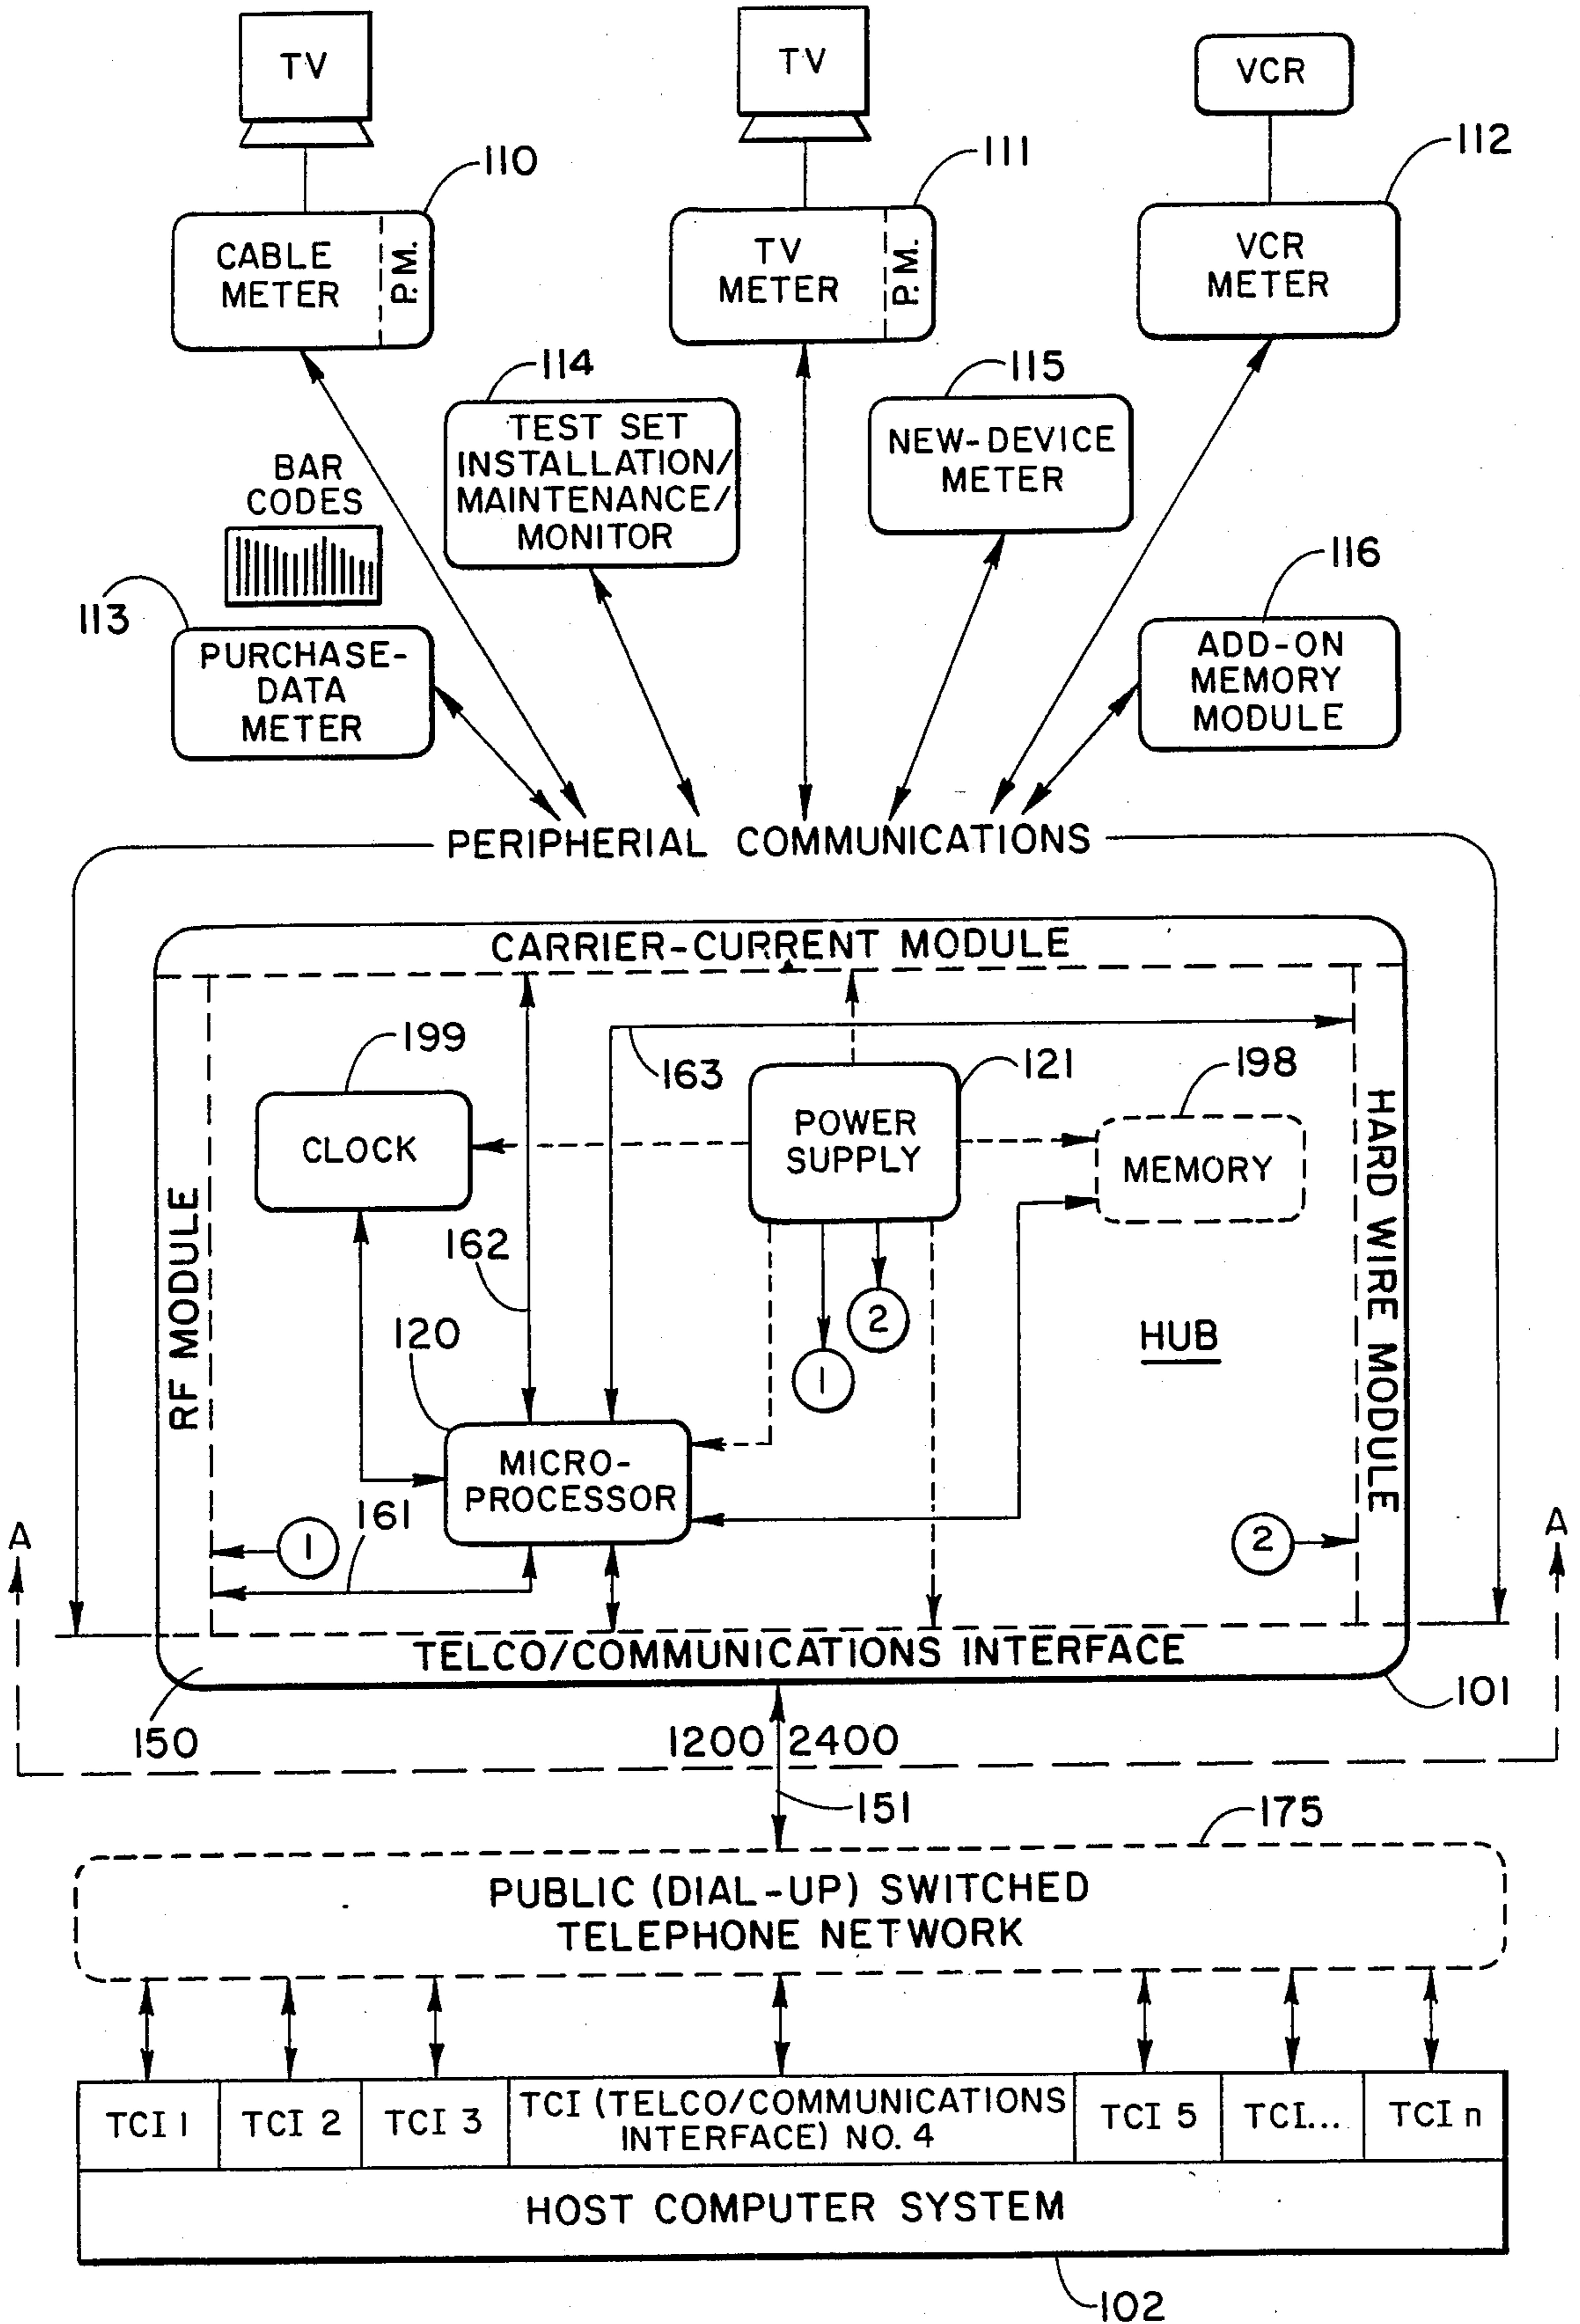 TV
TV
VCR
110
111
112
CABLE
METER
P.M.
TV
METER
P.M.
VCR
METER
114
115
TEST SET
INSTALLATION/
MAINTENANCE/
MONITOR
NEW-DEVICE
METER
BAR
CODES
116
113
PURCHASE-
DATA
METER
ADD-ON
MEMORY
MODULE
PERIPHERIAL COMMUNICATIONS
CARRIER-CURRENT MODULE
199
163
121
198
CLOCK
POWER
SUPPLY
MEMORY
RF MODULE
HARD WIRE MODULE
162
120
2
1
HUB
MICRO-
PROCESSOR
161
1
2
A
A
TELCO/COMMUNICATIONS INTERFACE
150
101
1200 2400
151
175
PUBLIC (DIAL-UP) SWITCHED
TELEPHONE NETWORK
TCI 1
TCI 2
TCI 3
TCI (TELCO/COMMUNICATIONS
INTERFACE) NO. 4
TCI 5
TCI...
TCI n
HOST COMPUTER SYSTEM
102